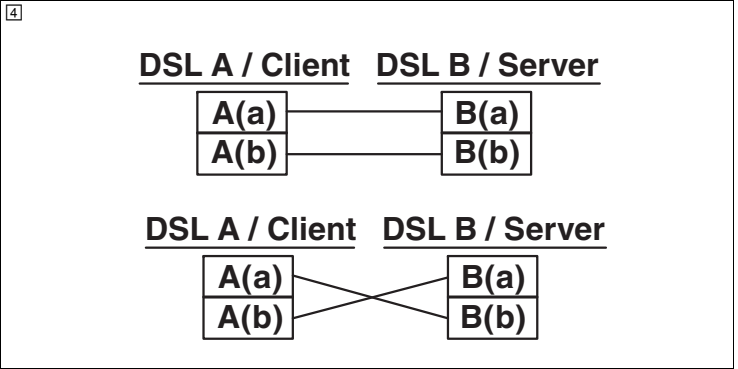 4
DSL A / Client DSL B / Server
A(a) B(a)
A(b) B(b)
DSL A / Client DSL B / Server
A(a) B(a)
A(b) B(b)